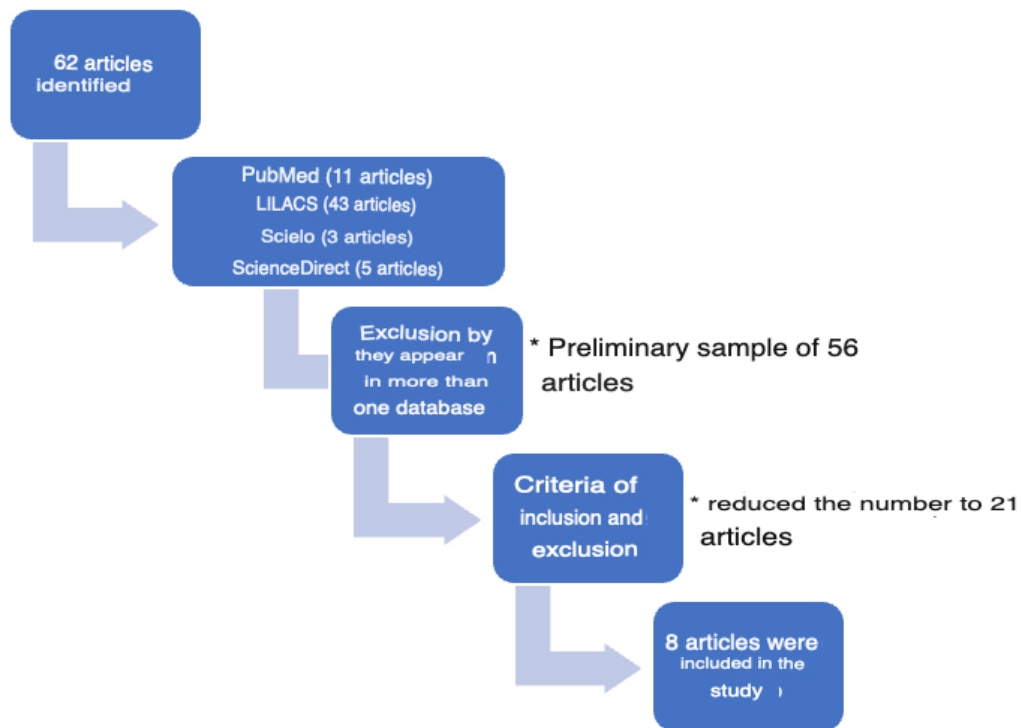 62 articles
identified
PubMed (11 articles)
LILACS (43 articles)
Scielo (3 articles)
ScienceDirect (5 articles)
Exclusion by
they appear n
in more than
one database
* Preliminary sample of 56
articles
Criteria of
inclusion and
exclusion
* reduced the number to 21
articles
8 articles were
included in the
study